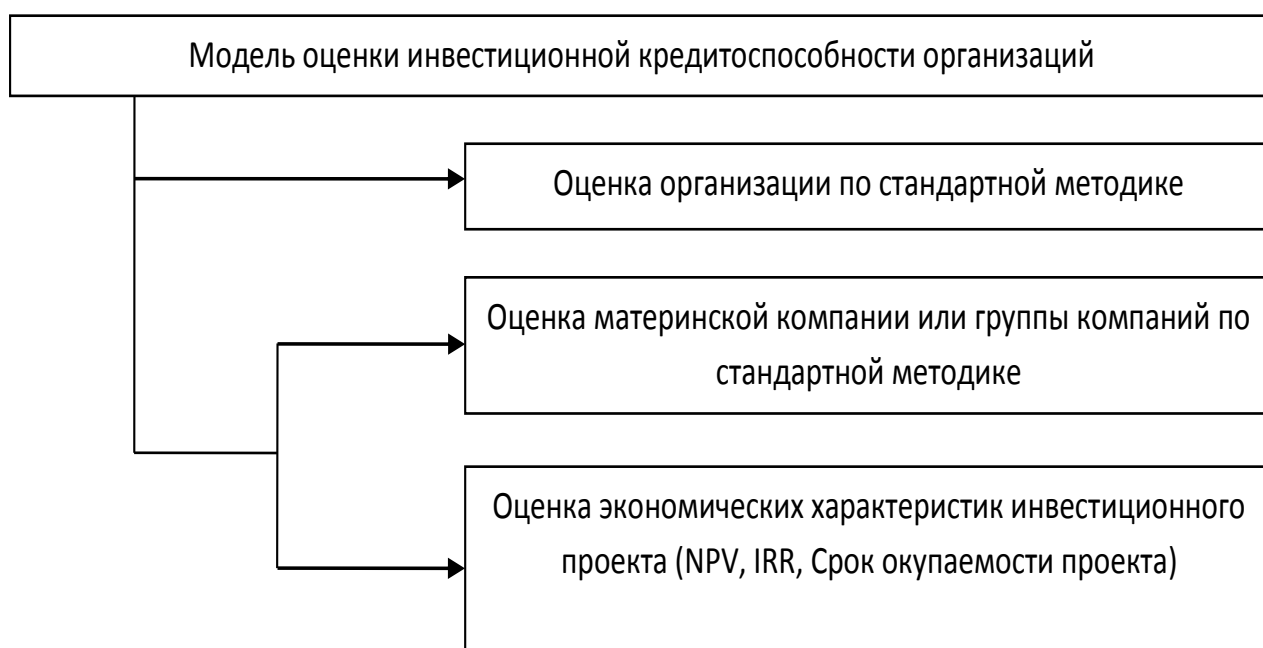 Модель оценки инвестиционной кредитоспособности организаций
Оценка организации по стандартной методике
Оценка материнской компании или группы компаний по
стандартной методике
Оценка экономических характеристик инвестиционного
проекта (NPV, IRR, Срок окупаемости проекта)